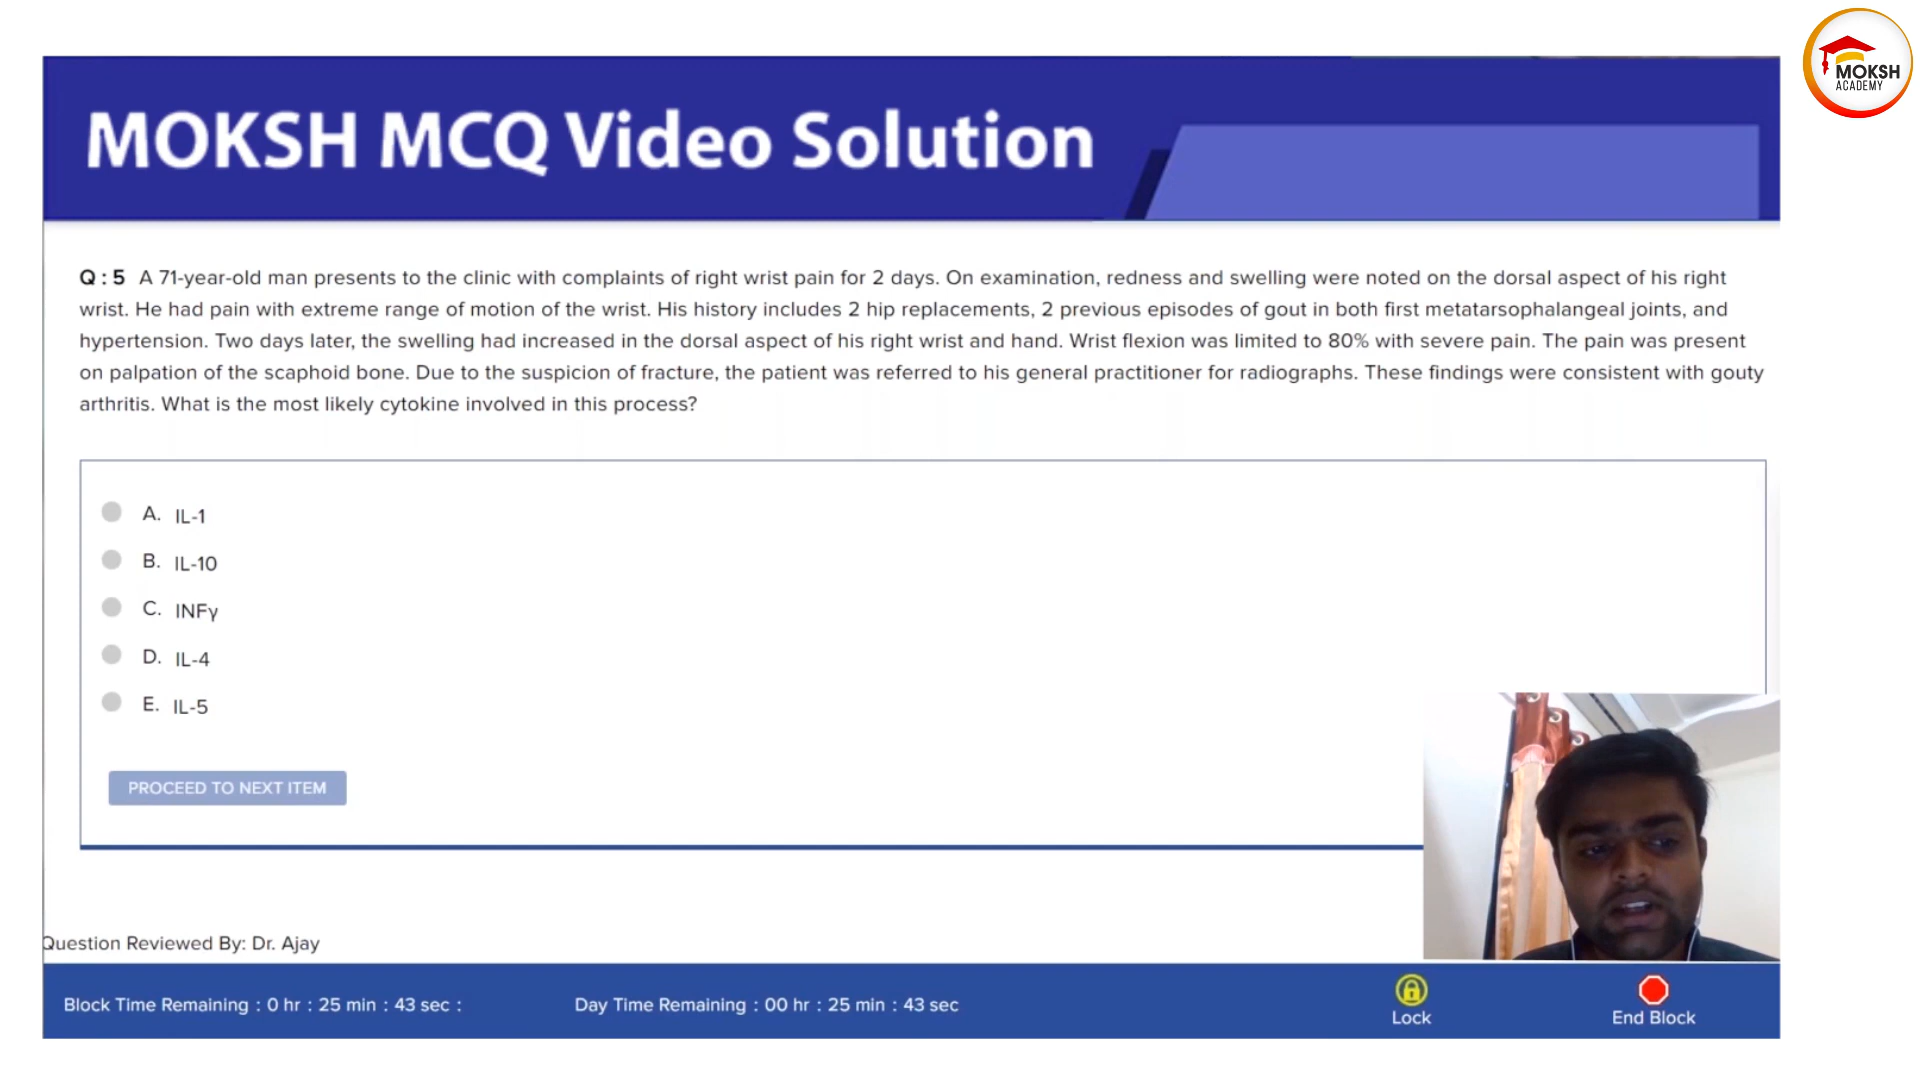 MOKSH
ACADEMY
MOKSH MCQ Video Solution
Q : 5 A 71-year-old man presents to the clinic with complaints of right wrist pain for 2 days. On examination, redness and swelling were noted on the dorsal aspect of his right
wrist. He had pain with extreme range of motion of the wrist. His history includes 2 hip replacements, 2 previous episodes of gout in both first metatarsophalangeal joints, and
hypertension. Two days later, the swelling had increased in the dorsal aspect of his right wrist and hand. Wrist flexion was limited to 80% with severe pain. The pain was present
on palpation of the scaphoid bone. Due to the suspicion of fracture, the patient was referred to his general practitioner for radiographs. These findings were consistent with gouty
arthritis. What is the most likely cytokine involved in this process?
A. IL-1
B. IL-10
C. INFγ
D. IL-4
E. IL-5
PROCEED TO NEXT ITEM
Question Reviewed By: Dr. Ajay
Block Time Remaining : 0 hr : 25 min : 43 sec :
Day Time Remaining : 00 hr : 25 min : 43 sec
Lock
End Block